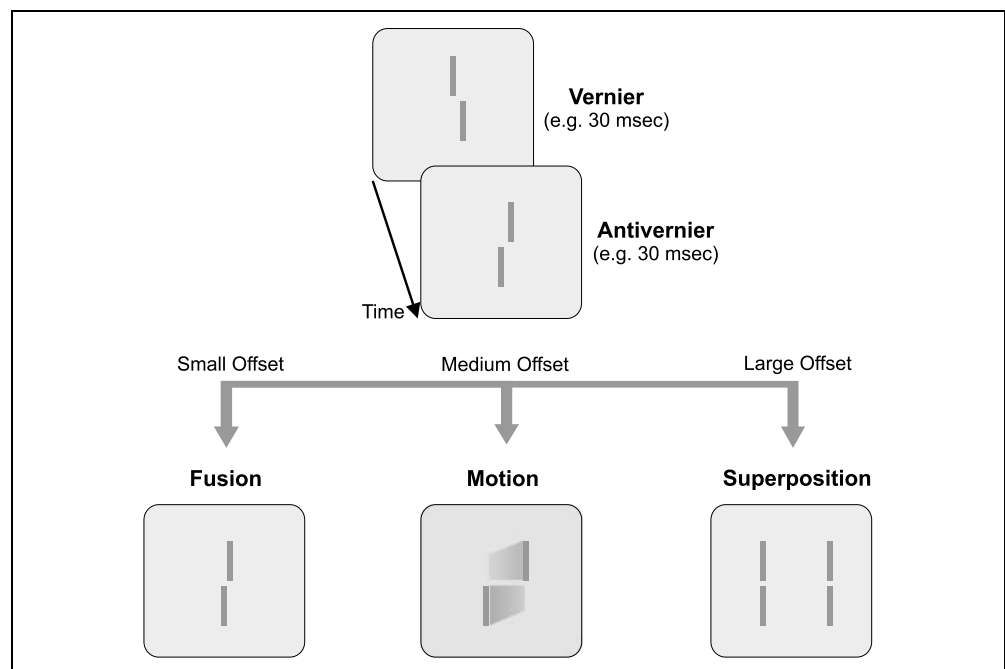 Vernier
(e.g. 30 msec)
Antivernier
(e.g. 30 msec)
Time
Small Offset
Medium Offset
Large Offset
Fusion
Motion
Superposition